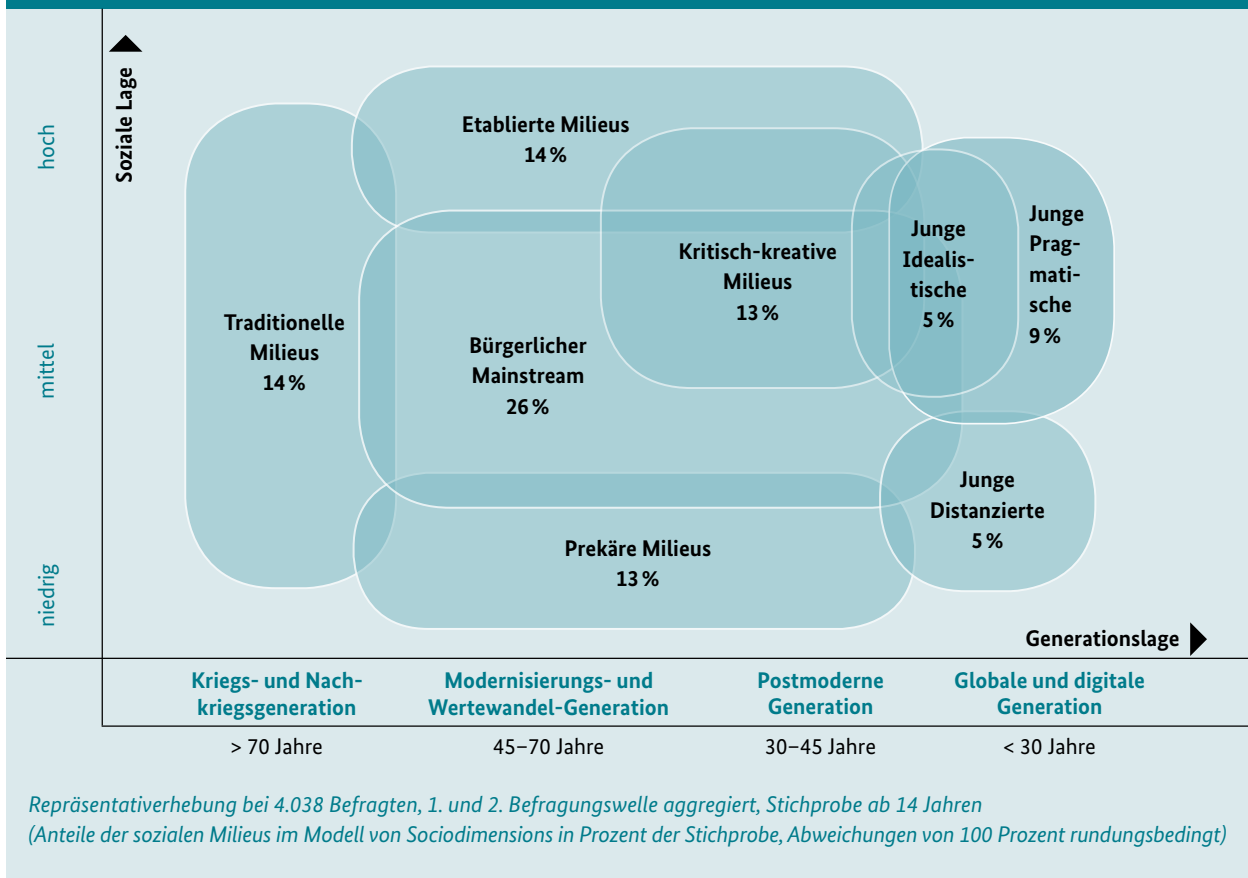 Soziale Lage
hoch
mittel
niedrig
Etablierte Milieus
14 %
Kritisch-kreative
Milieus
13 %
Junge
Idealis-
tische
5 %
Junge
Prag-
mati-
sche
9 %
Traditionelle
Milieus
14 %
Bürgerlicher
Mainstream
26 %
Junge
Distanzierte
5 %
Prekäre Milieus
13 %
Generationslage
Kriegs- und Nach-
kriegsgeneration
Modernisierungs- und
Wertewandel-Generation
Postmoderne
Generation
Globale und digitale
Generation
> 70 Jahre
45–70 Jahre
30–45 Jahre
< 30 Jahre
Repräsentativerhebung bei 4.038 Befragten, 1. und 2. Befragungswelle aggregiert, Stichprobe ab 14 Jahren
(Anteile der sozialen Milieus im Modell von Sociodimensions in Prozent der Stichprobe, Abweichungen von 100 Prozent rundungsbedingt)